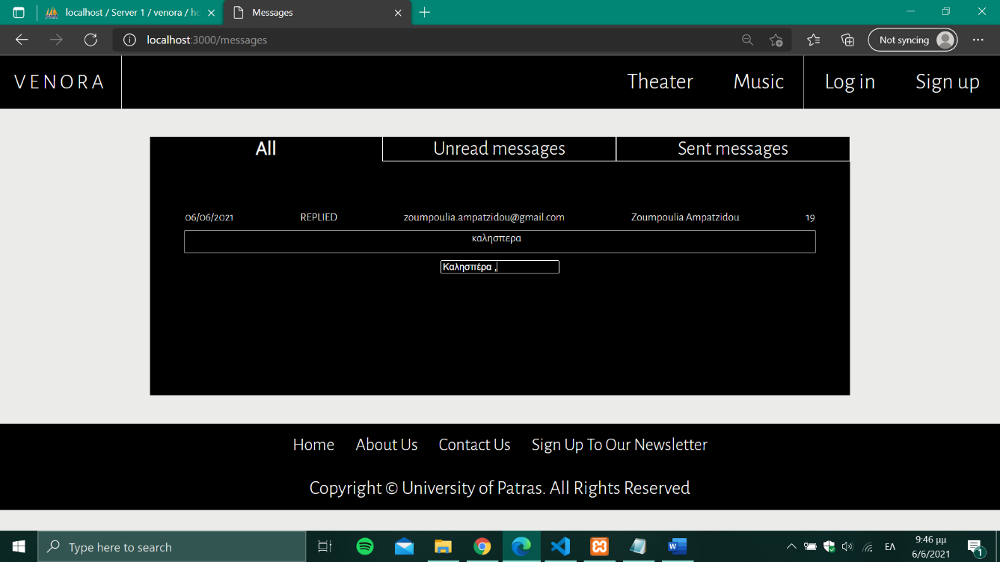 localhost / Server 1 / venora / ho
Messages
localhost:3000/messages
Not syncing
VENORA
Theater
Music
Log in
Sign up
All
Unread messages
Sent messages
06/06/2021
REPLIED
zoumpoulia.ampatzidou@gmail.com
Zoumpoulia Ampatzidou
19
καλησπερα
Καλησπέρα ,
Home
About Us
Contact Us
Sign Up To Our Newsletter
Copyright © University of Patras. All Rights Reserved
Type here to search
ΕΛ
9:46 μμ
6/6/2021
1